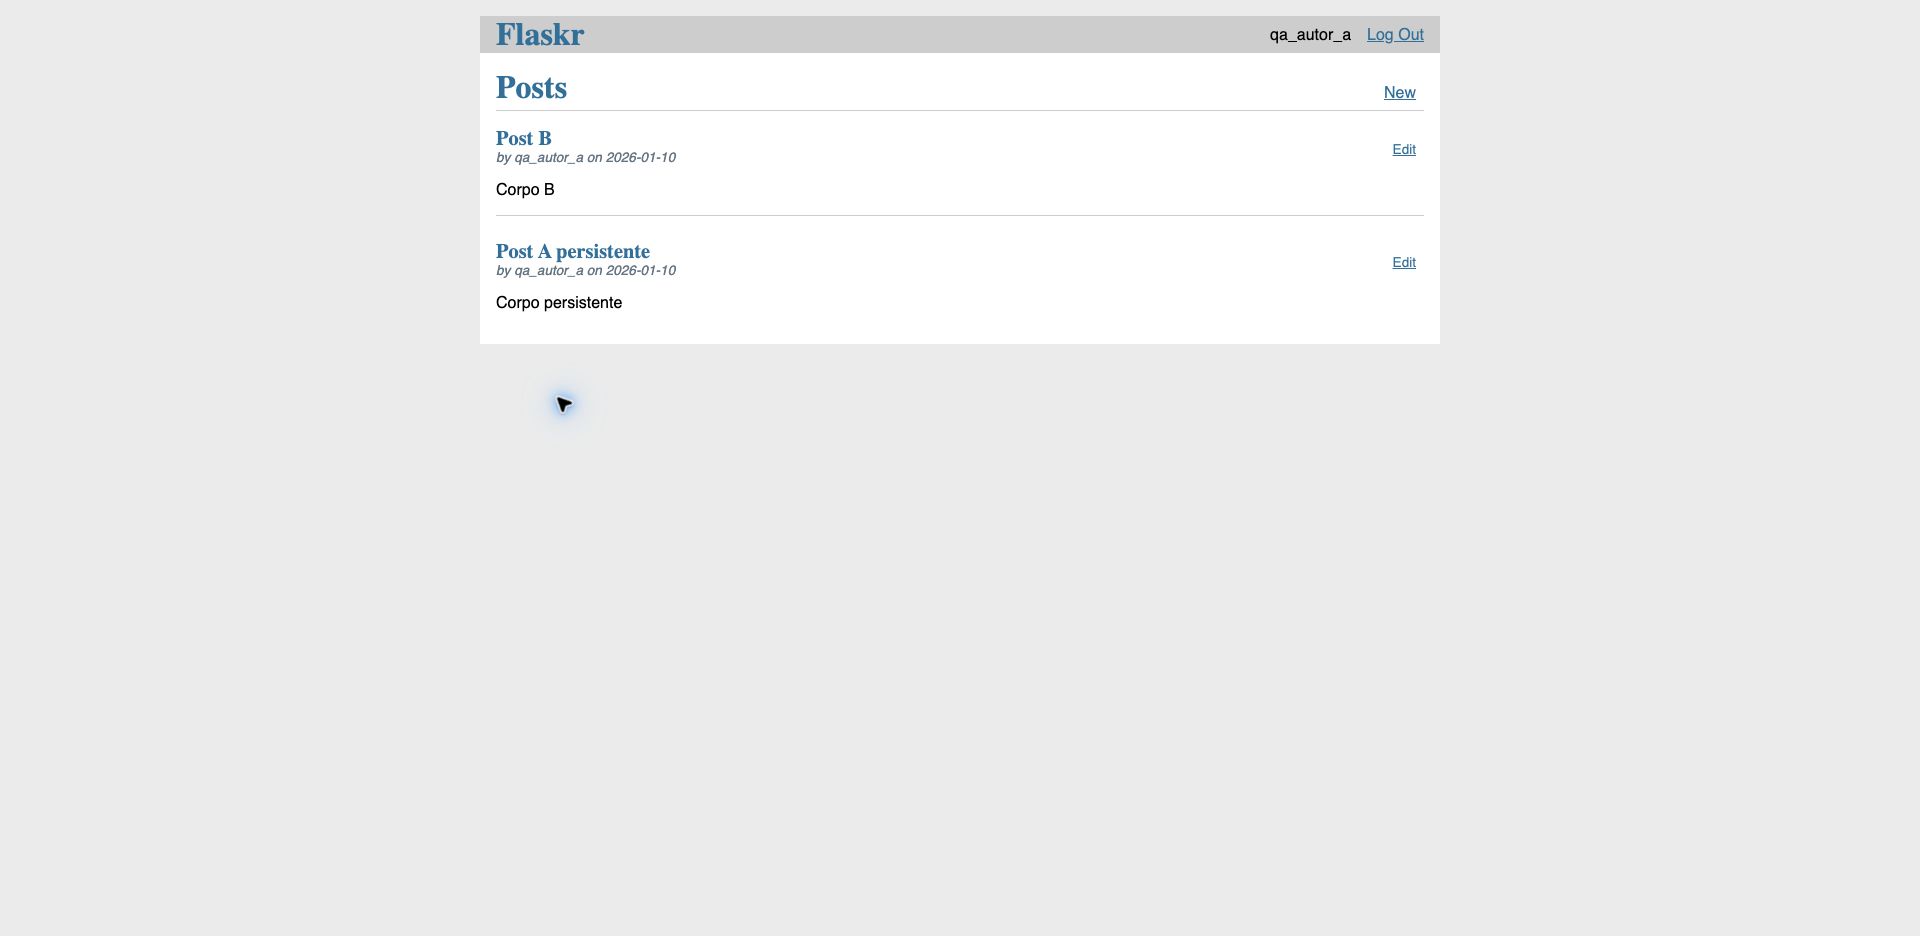 Flaskr
qa_autor_a Log Out
Posts
New
Post B
by qa_autor_a on 2026-01-10
Edit
Corpo B
Post A persistente
by qa_autor_a on 2026-01-10
Edit
Corpo persistente